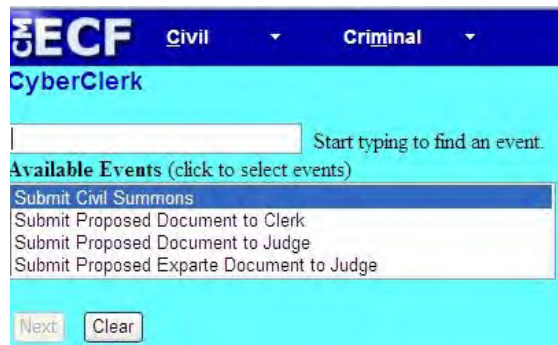 CM ECF Civil Criminal
CyberClerk
Start typing to find an event.
Available Events (click to select events)
Submit Civil Summons
Submit Proposed Document to Clerk
Submit Proposed Document to Judge
Submit Proposed Exparte Document to Judge
Next Clear